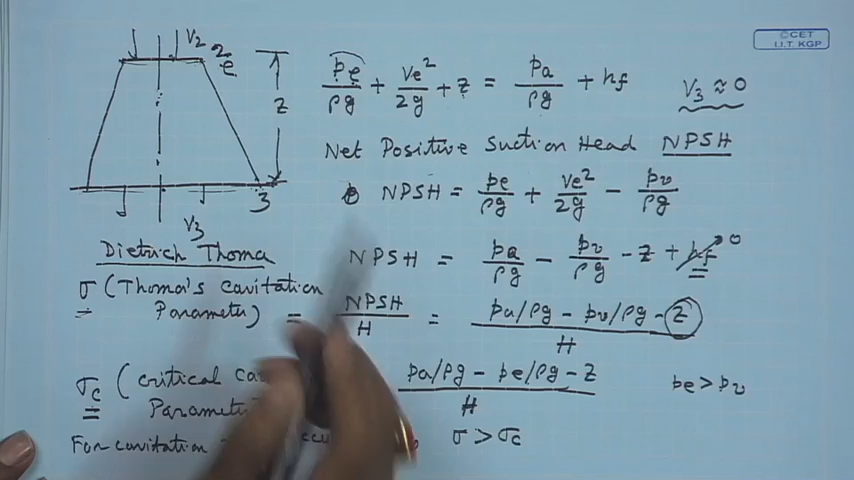 ©CET
I.I.T. KGP
V₂
2
e
z
V₃
3
pe/ρg + Ve²/2g + z = pa/ρg + hf
V₃ ≈ 0
Net Positive Suction Head NPSH
NPSH = pe/ρg + Ve²/2g − pv/ρg
Dietrich Thoma
NPSH = pa/ρg − pv/ρg − z + hf 0
σ (Thoma's cavitation
Parameter) = NPSH/H = (pa/ρg − pv/ρg − z)/H
σc (critical
Parameter (pa/ρg − pe/ρg − z)/H
pe > pv
For cavitation
σ > σc